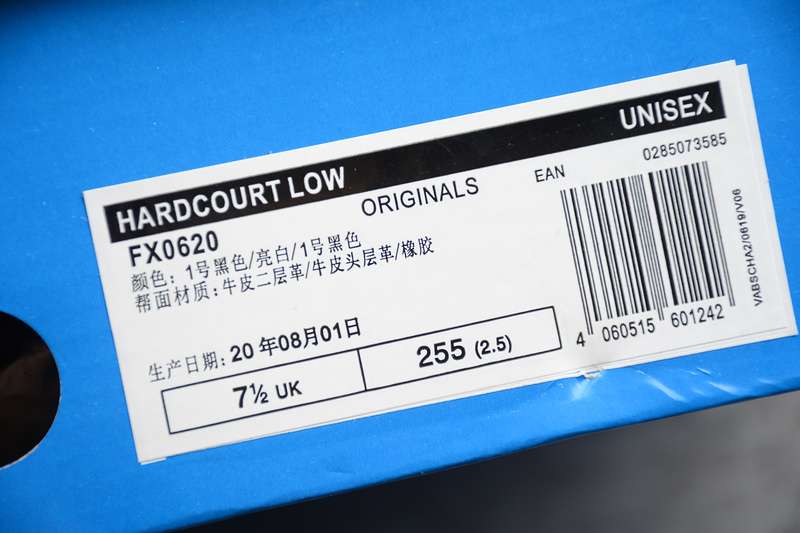 HARDCOURT LOW UNISEX
FX0620 ORIGINALS EAN 0285073585
颜色: 1号黑色/亮白/1号黑色
帮面材质: 牛皮二层革/牛皮头层革/橡胶
生产日期: 20 年08月01日
7½ UK 255 (2.5)
4 060515 601242
VABSCHA2/0619/V06